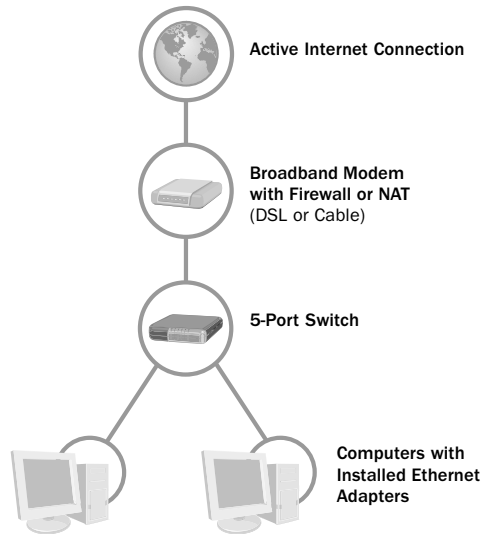 Active Internet Connection
Broadband Modem
with Firewall or NAT
(DSL or Cable)
5-Port Switch
Computers with
Installed Ethernet
Adapters